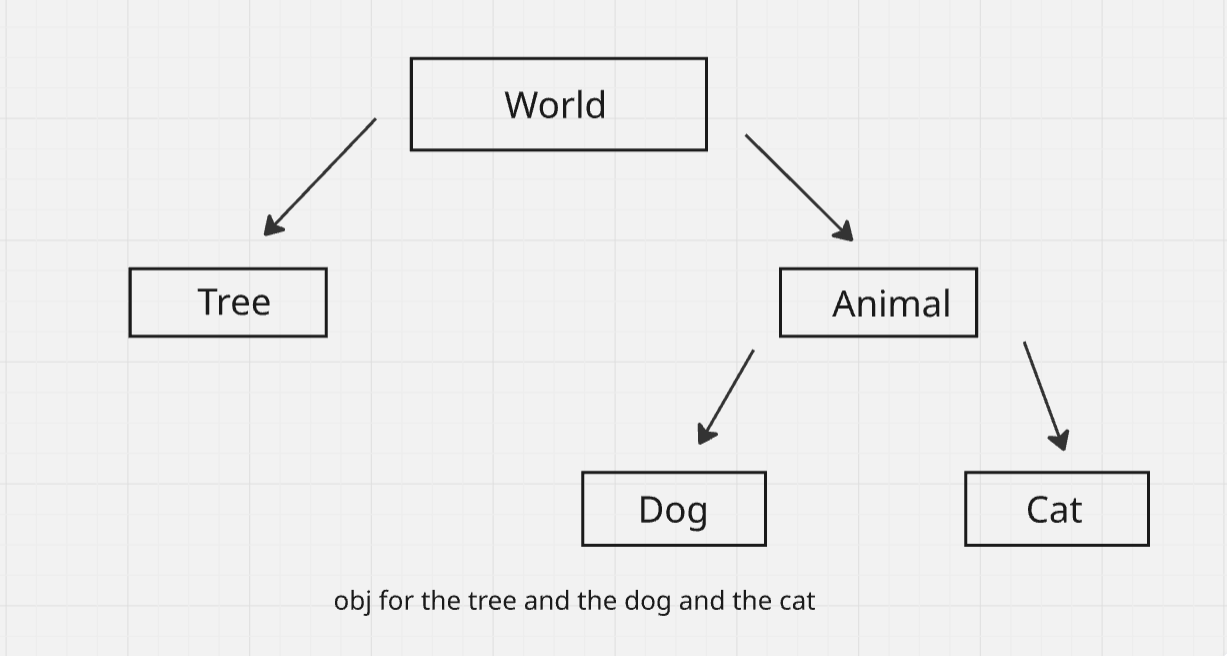 World
Tree
Animal
Dog
Cat
obj for the tree and the dog and the cat